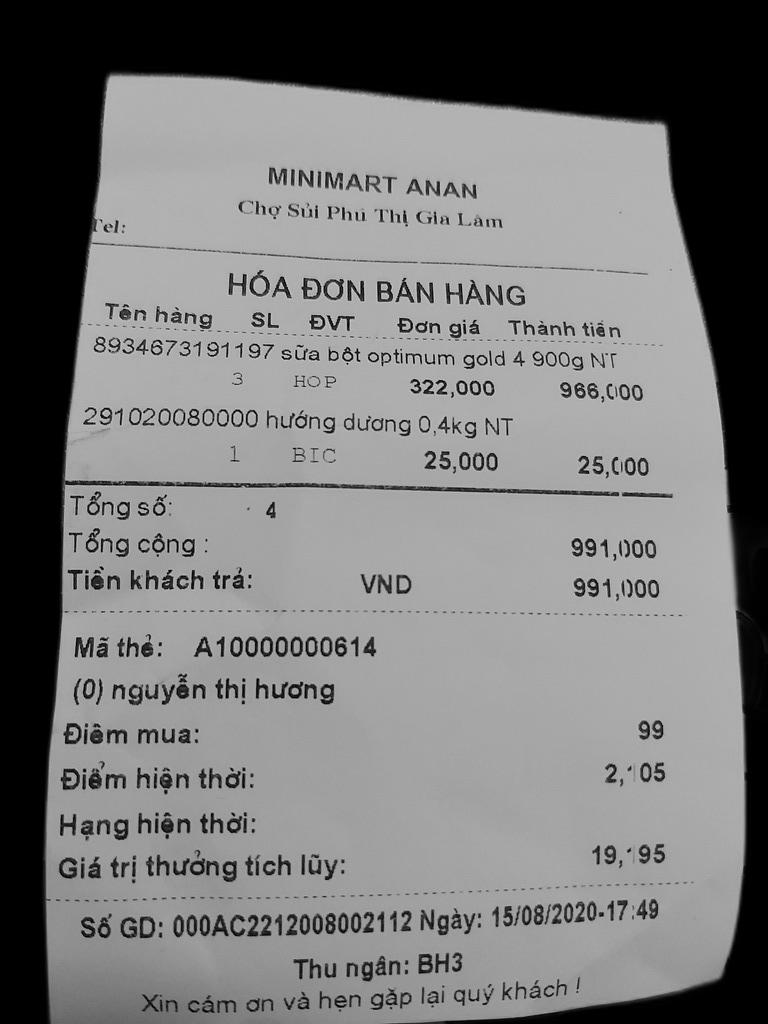 MINIMART ANAN
Chợ Sủi Phú Thị Gia Lâm
Tel:
HÓA ĐƠN BÁN HÀNG
Tên hàng SL ĐVT Đơn giá Thành tiền
8934673191197 sữa bột optimum gold 4 900g NT
3 HOP 322,000 966,000
291020080000 hướng dương 0,4kg NT
1 BIC 25,000 25,000
Tổng số: 4
Tổng cộng : 991,000
Tiền khách trả: VND 991,000
Mã thẻ: A10000000614
(0) nguyễn thị hương
Điểm mua: 99
Điểm hiện thời: 2,105
Hạng hiện thời:
Giá trị thưởng tích lũy: 19,195
Số GD: 000AC2212008002112 Ngày: 15/08/2020-17:49
Thu ngân: BH3
Xin cám ơn và hẹn gặp lại quý khách !